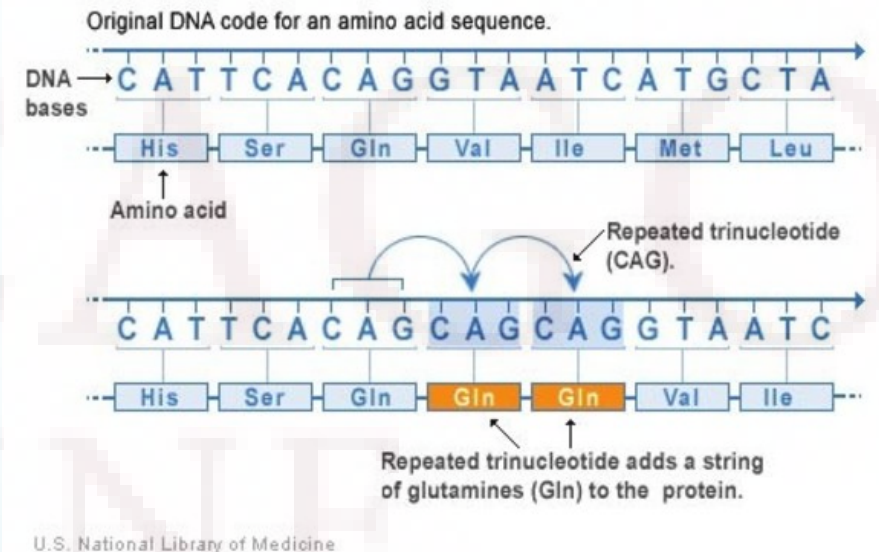 Original DNA code for an amino acid sequence.
DNA bases
C A T T C A C A G G T A A T C A T G C T A
His Ser Gln Val Ile Met Leu
Amino acid
Repeated trinucleotide
(CAG).
C A T T C A C A G C A G C A G G T A A T C
His Ser Gln Gln Gln Val Ile
Repeated trinucleotide adds a string
of glutamines (Gln) to the protein.
U.S. National Library of Medicine